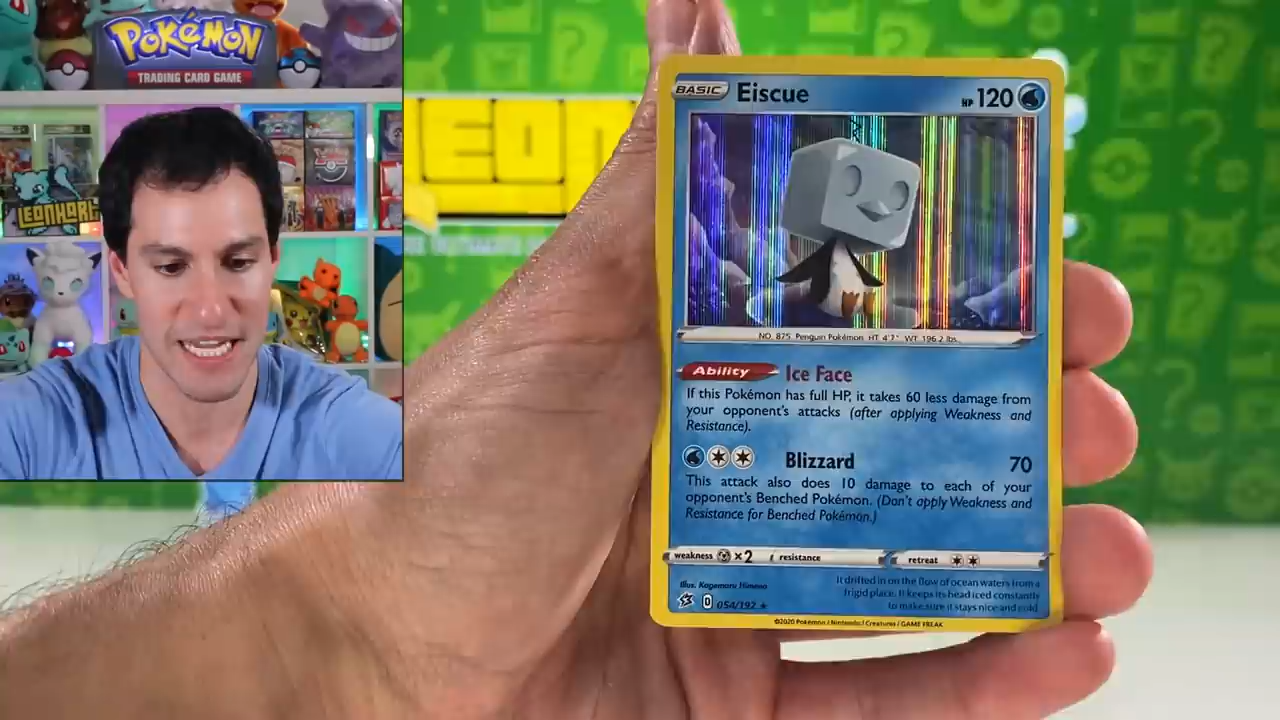 POKéMON
TRADING CARD GAME
LEONHART
LEON
BASIC Eiscue HP 120
NO. 875 Penguin Pokémon HT 4'7" WT 196.2 lbs.
Ability Ice Face
If this Pokémon has full HP, it takes 60 less damage from
your opponent's attacks (after applying Weakness and
Resistance).
Blizzard 70
This attack also does 10 damage to each of your
opponent's Benched Pokémon. (Don't apply Weakness and
Resistance for Benched Pokémon.)
weakness ×2 resistance retreat
Illus. Kagemaru Himeno
D 054/192 ★
It drifted in on the flow of ocean waters from a
frigid place. It keeps its head iced constantly
to make sure it stays nice and cold.
©2020 Pokémon / Nintendo / Creatures / GAME FREAK